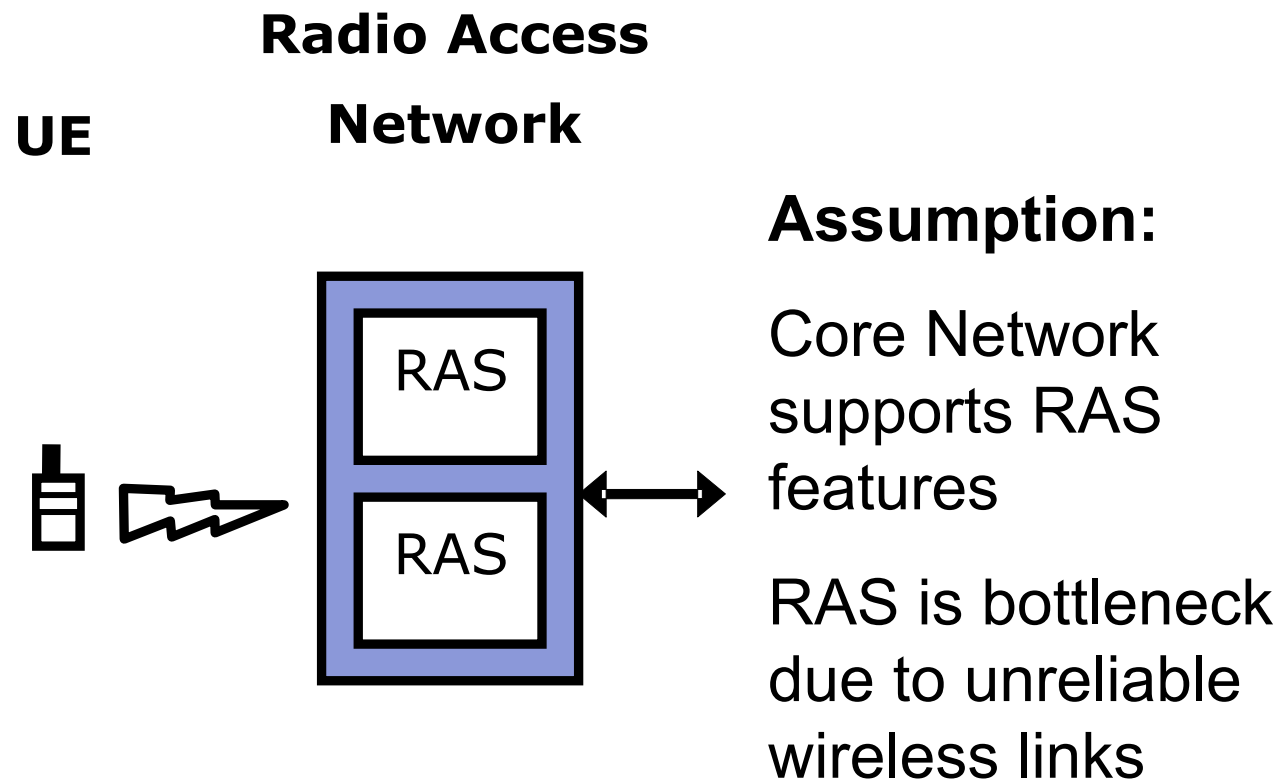 Radio Access
Network
UE
RAS
RAS
Assumption:
Core Network
supports RAS
features
RAS is bottleneck
due to unreliable
wireless links